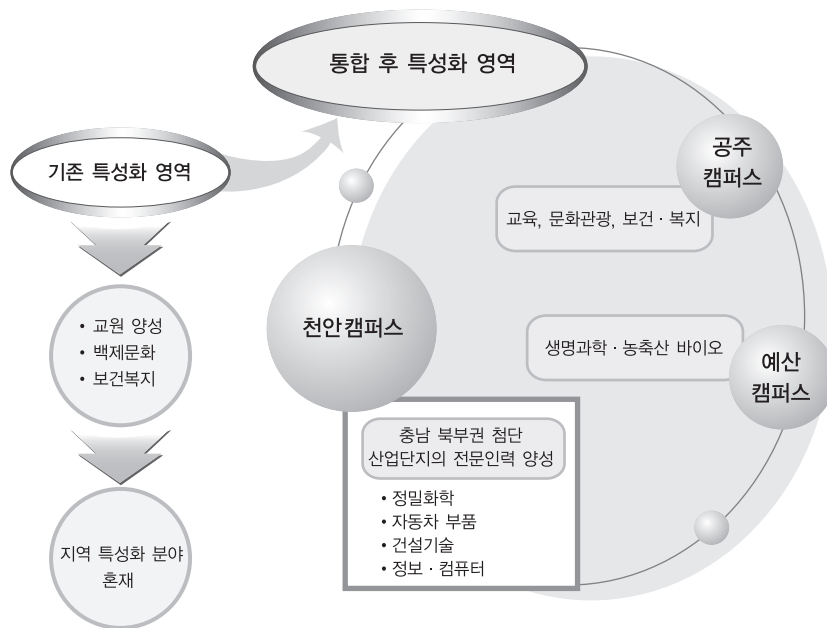 통합 후 특성화 영역
기존 특성화 영역
• 교원 양성
• 백제문화
• 보건복지
지역 특성화 분야
혼재
공주
캠퍼스
교육, 문화관광, 보건 · 복지
천안캠퍼스
생명과학 · 농축산 바이오
예산
캠퍼스
충남 북부권 첨단
산업단지의 전문인력 양성
• 정밀화학
• 자동차 부품
• 건설기술
• 정보 · 컴퓨터